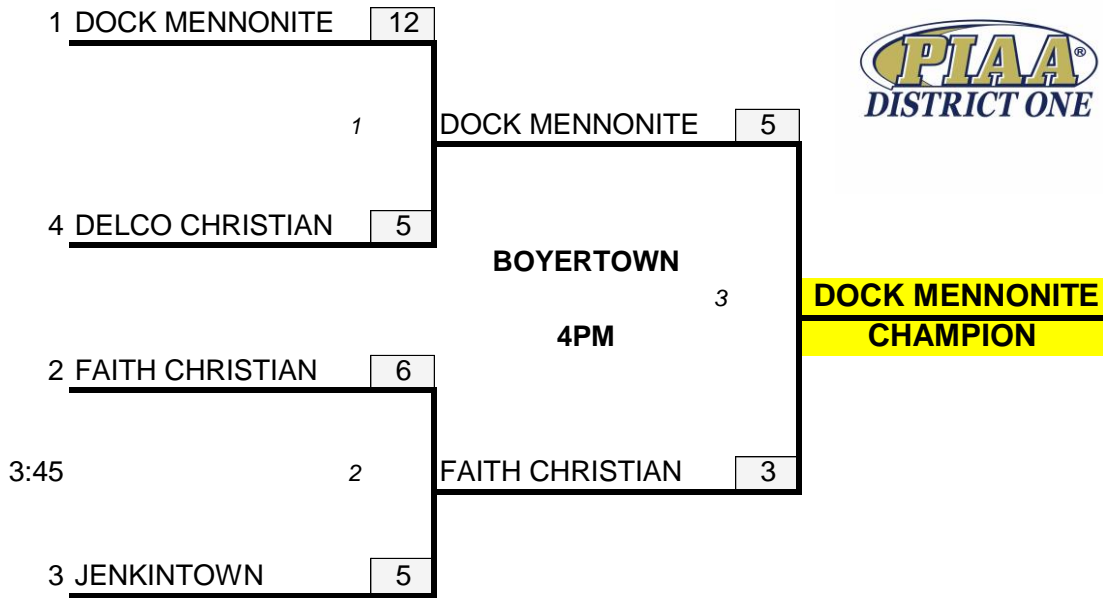 1 DOCK MENNONITE 12
PIAA®
DISTRICT ONE
1 DOCK MENNONITE 5
4 DELCO CHRISTIAN 5
BOYERTOWN
3 DOCK MENNONITE
4PM CHAMPION
2 FAITH CHRISTIAN 6
3:45 2 FAITH CHRISTIAN 3
3 JENKINTOWN 5